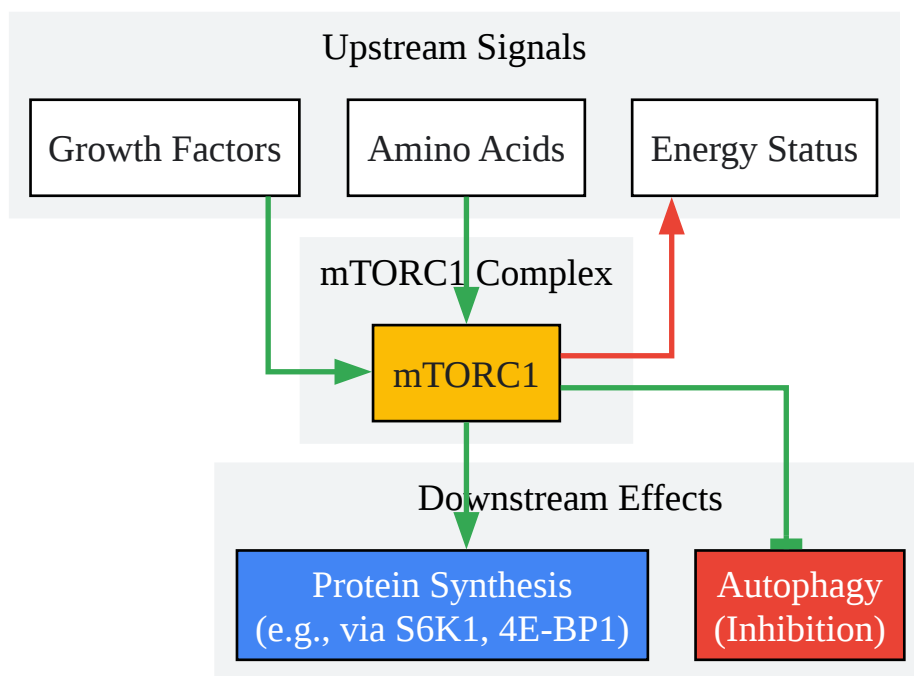 Upstream Signals
Growth Factors
Amino Acids
Energy Status
mTORC1 Complex
mTORC1
Downstream Effects
Protein Synthesis
(e.g., via S6K1, 4E-BP1)
Autophagy
(Inhibition)